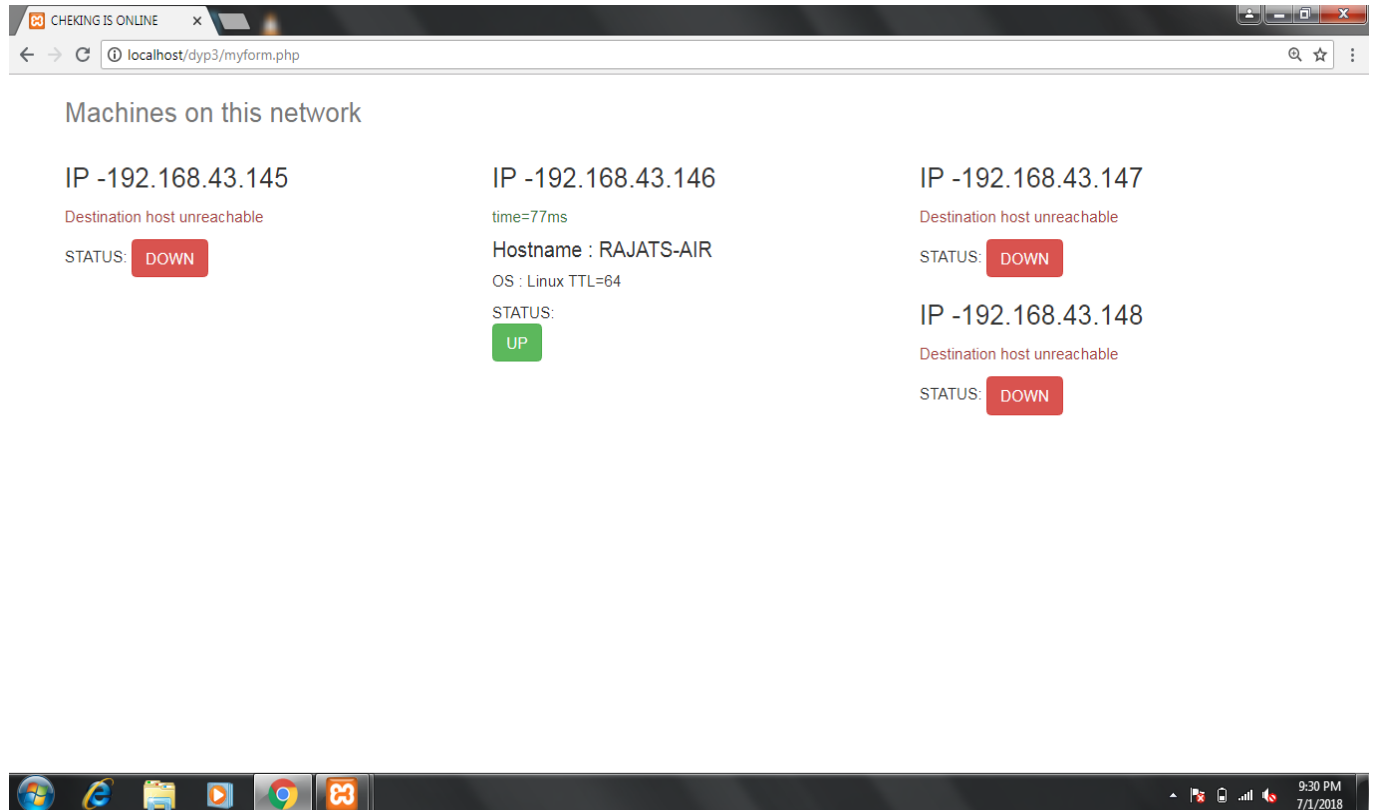 CHEKING IS ONLINE
localhost/dyp3/myform.php
Machines on this network
IP -192.168.43.145
Destination host unreachable
STATUS: DOWN
IP -192.168.43.146
time=77ms
Hostname : RAJATS-AIR
OS : Linux TTL=64
STATUS:
UP
IP -192.168.43.147
Destination host unreachable
STATUS: DOWN
IP -192.168.43.148
Destination host unreachable
STATUS: DOWN
9:30 PM
7/1/2018